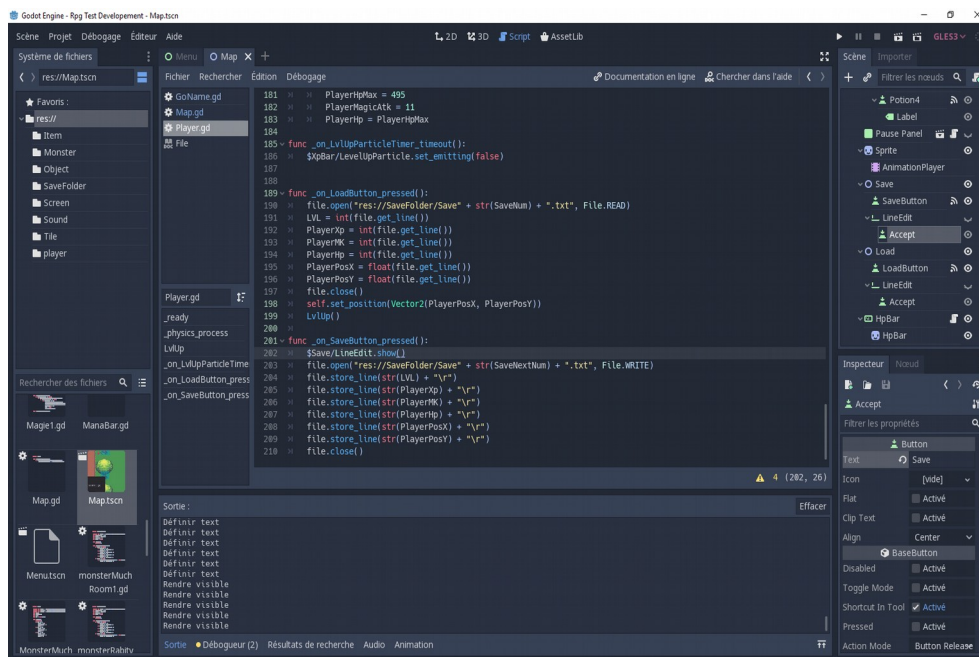 Godot Engine - Rpg Test Developement - Map.tscn
Scène Projet Débogage Éditeur Aide
2D 3D Script AssetLib
GLES3
Système de fichiers
Menu Map
Scène Importer
res://Map.tscn
Fichier Rechercher Édition Débogage
Documentation en ligne Chercher dans l'aide
Filtrer les nœuds
Favoris :
res://
Item
Monster
Object
SaveFolder
Screen
Sound
Tile
player
GoName.gd
Map.gd
Player.gd
File
181 PlayerHpMax = 495
182 PlayerMagicAtk = 11
183 PlayerHp = PlayerHpMax
184
185 func _on_LvlUpParticleTimer_timeout():
186 $XpBar/LevelUpParticle.set_emitting(false)
187
188
189 func _on_LoadButton_pressed():
190 file.open("res://SaveFolder/Save" + str(SaveNum) + ".txt", File.READ)
191 LVL = int(file.get_line())
192 PlayerXp = int(file.get_line())
193 PlayerMK = int(file.get_line())
194 PlayerHp = int(file.get_line())
195 PlayerPosX = float(file.get_line())
196 PlayerPosY = float(file.get_line())
197 file.close()
198 self.set_position(Vector2(PlayerPosX, PlayerPosY))
199 LvlUp()
200
201 func _on_SaveButton_pressed():
202 $Save/LineEdit.show()
203 file.open("res://SaveFolder/Save" + str(SaveNextNum) + ".txt", File.WRITE)
204 file.store_line(str(LVL) + "\r")
205 file.store_line(str(PlayerXp) + "\r")
206 file.store_line(str(PlayerMK) + "\r")
207 file.store_line(str(PlayerHp) + "\r")
208 file.store_line(str(PlayerPosX) + "\r")
209 file.store_line(str(PlayerPosY) + "\r")
210 file.close()
4 (202, 26)
Player.gd
_ready
_physics_process
LvlUp
_on_LvlUpParticleTime
_on_LoadButton_press
_on_SaveButton_press
Potion4
Label
Pause Panel
Sprite
AnimationPlayer
Save
SaveButton
LineEdit
Accept
Load
LoadButton
LineEdit
Accept
HpBar
HpBar
Rechercher des fichiers
Magie1.gd ManaBar.gd
Map.gd Map.tscn
Menu.tscn monsterMuch
Room1.gd
MonsterMuch monsterRabity
Sortie :
Effacer
Définir text
Définir text
Définir text
Définir text
Définir text
Définir text
Rendre visible
Rendre visible
Rendre visible
Rendre visible
Rendre visible
Sortie Débogueur (2) Résultats de recherche Audio Animation
Inspecteur Nœud
Accept
Filtrer les propriétés
Button
Text Save
Icon [vide]
Flat Activé
Clip Text Activé
Align Center
BaseButton
Disabled Activé
Toggle Mode Activé
Shortcut In Tool Activé
Pressed Activé
Action Mode Button Release